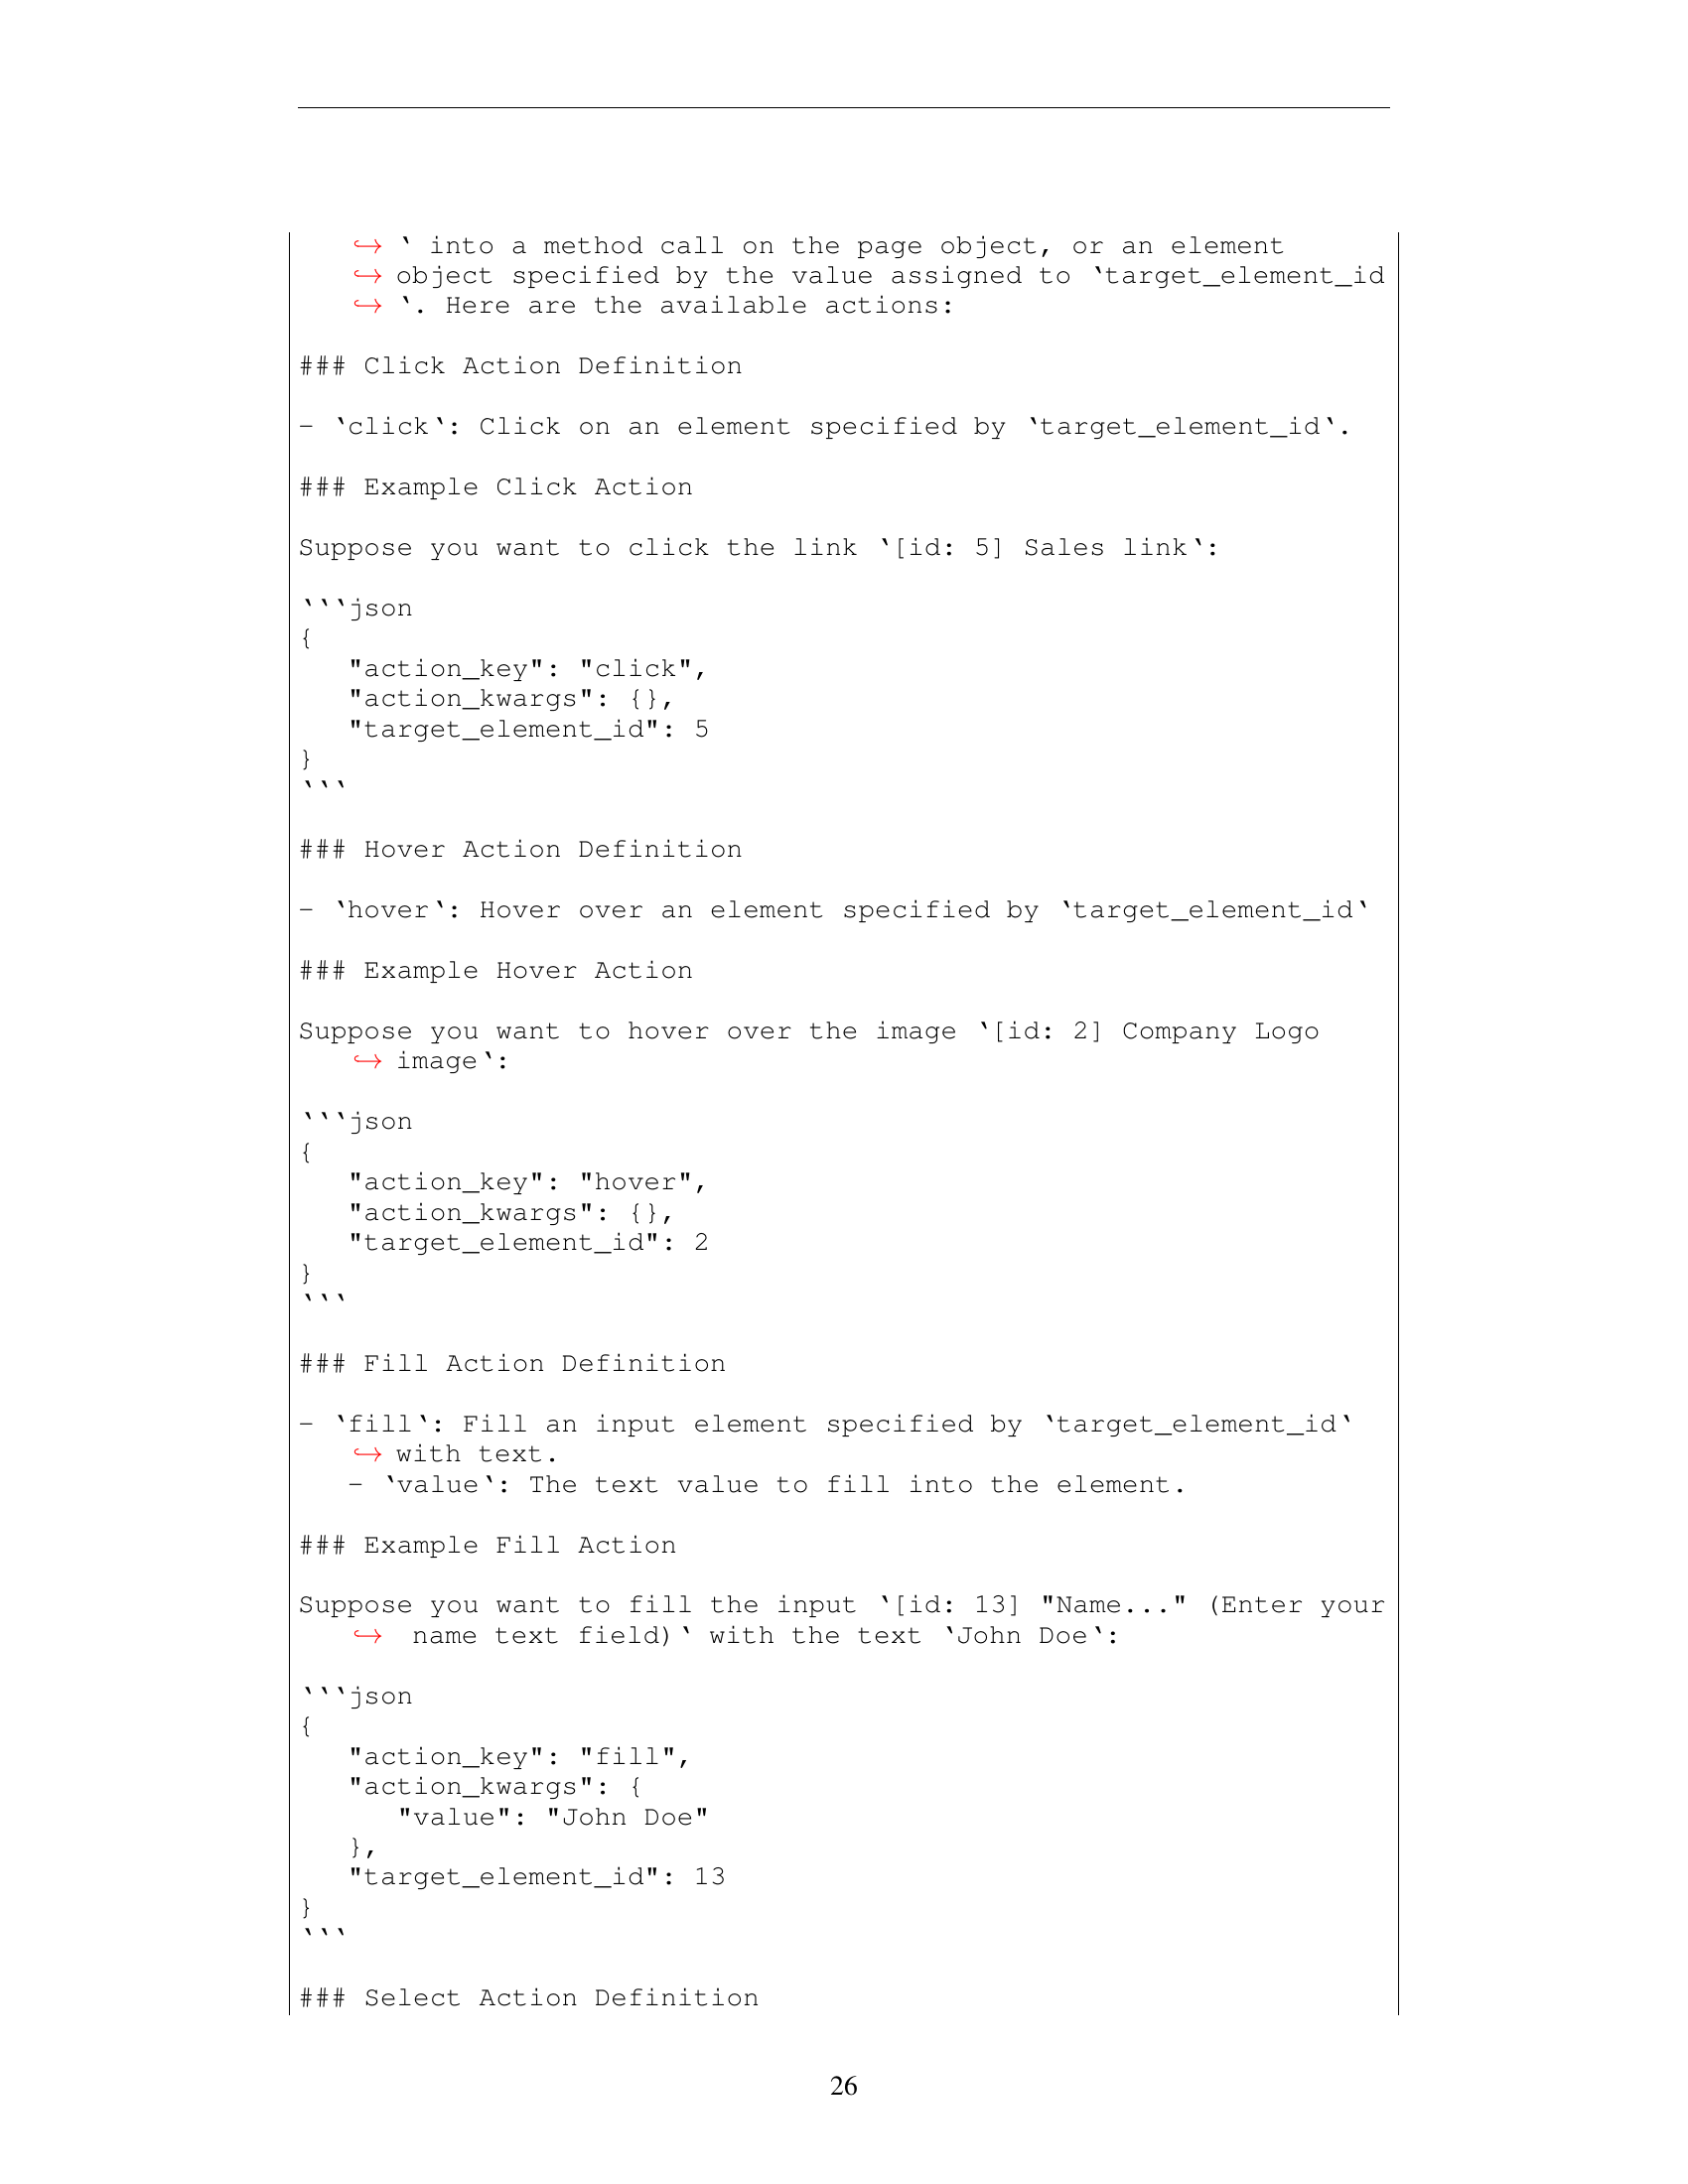 ↪ ` into a method call on the page object, or an element
↪ object specified by the value assigned to `target_element_id
↪ `. Here are the available actions:

### Click Action Definition

- `click`: Click on an element specified by `target_element_id`.

### Example Click Action

Suppose you want to click the link `[id: 5] Sales link`:

```json
{
   "action_key": "click",
   "action_kwargs": {},
   "target_element_id": 5
}
```

### Hover Action Definition

- `hover`: Hover over an element specified by `target_element_id`

### Example Hover Action

Suppose you want to hover over the image `[id: 2] Company Logo
↪ image`:

```json
{
   "action_key": "hover",
   "action_kwargs": {},
   "target_element_id": 2
}
```

### Fill Action Definition

- `fill`: Fill an input element specified by `target_element_id`
↪ with text.
   - `value`: The text value to fill into the element.

### Example Fill Action

Suppose you want to fill the input `[id: 13] "Name..." (Enter your
↪ name text field)` with the text `John Doe`:

```json
{
   "action_key": "fill",
   "action_kwargs": {
      "value": "John Doe"
   },
   "target_element_id": 13
}
```

### Select Action Definition

26